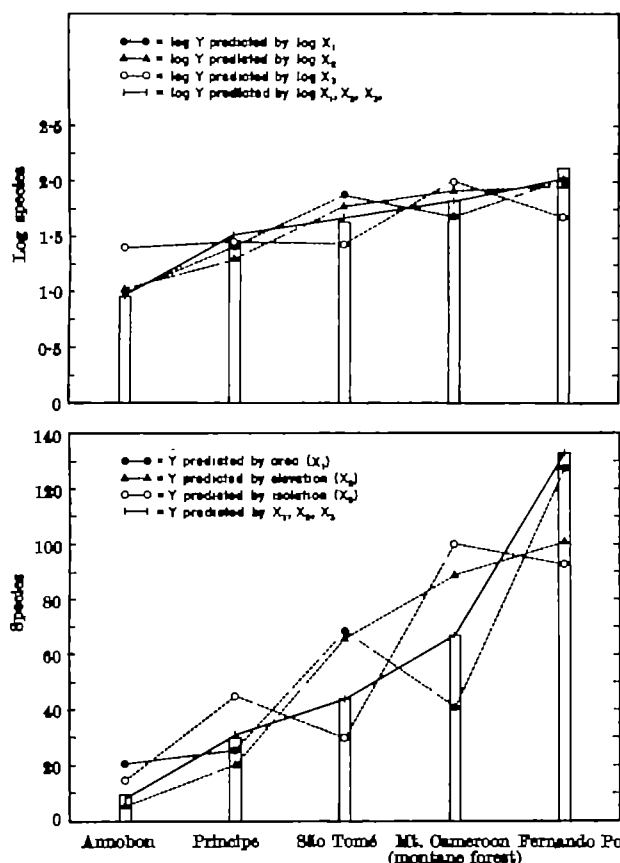 ● = log Y predicted by log X₁
▲ = log Y predicted by log X₂
○ = log Y predicted by log X₃
= log Y predicted by log X₁, X₂, X₃.
Log species
2·5
2·0
1·5
1·0
0·5
0
● = Y predicted by area (X₁)
▲ = Y predicted by elevation (X₂)
○ = Y predicted by isolation (X₃)
= Y predicted by X₁, X₂, X₃
Species
140
120
100
80
60
40
20
0
Annobon Príncipé São Tomé Mt. Cameroon Fernando Po
(montane forest)